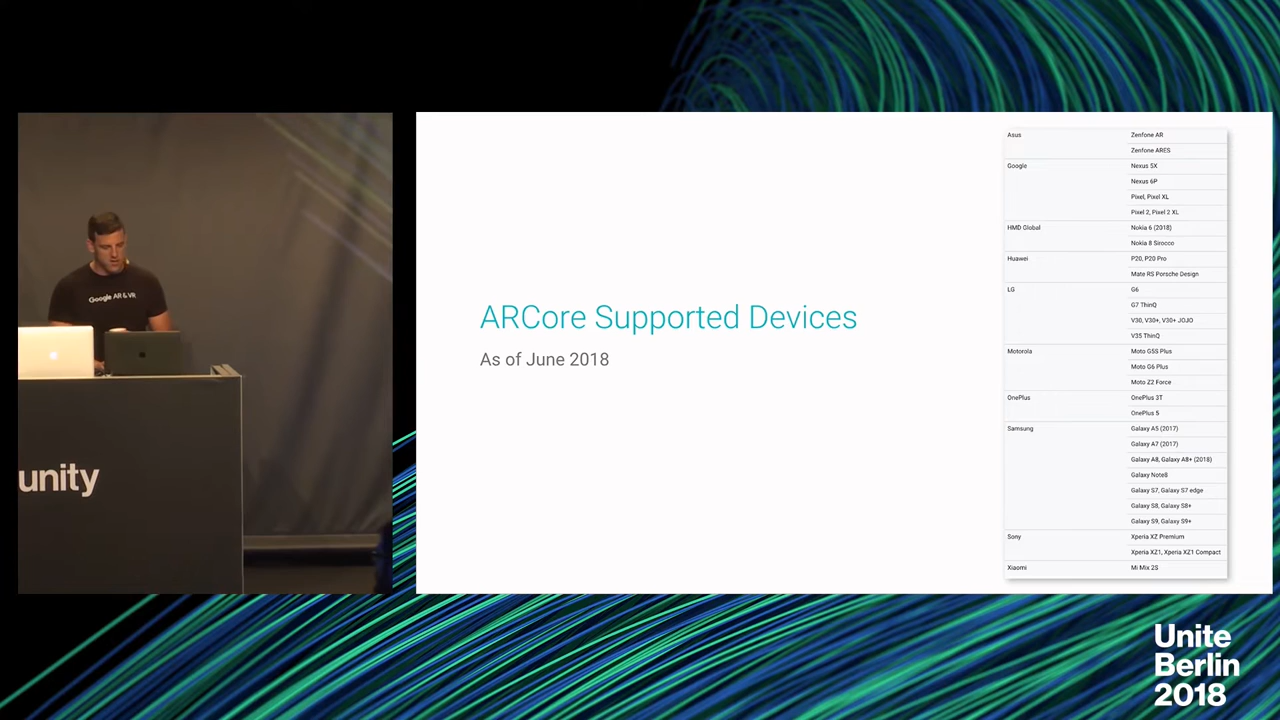 Google AR & VR
unity
ARCore Supported Devices
As of June 2018
Asus Zenfone AR
Zenfone ARES
Google Nexus 5X
Nexus 6P
Pixel, Pixel XL
Pixel 2, Pixel 2 XL
HMD Global Nokia 6 (2018)
Nokia 8 Sirocco
Huawei P20, P20 Pro
Mate RS Porsche Design
LG G6
G7 ThinQ
V30, V30+, V30+ JOJO
V35 ThinQ
Motorola Moto G5S Plus
Moto G6 Plus
Moto Z2 Force
OnePlus OnePlus 3T
OnePlus 5
Samsung Galaxy A5 (2017)
Galaxy A7 (2017)
Galaxy A8, Galaxy A8+ (2018)
Galaxy Note8
Galaxy S7, Galaxy S7 edge
Galaxy S8, Galaxy S8+
Galaxy S9, Galaxy S9+
Sony Xperia XZ Premium
Xperia XZ1, Xperia XZ1 Compact
Xiaomi Mi Mix 2S
Unite
Berlin
2018